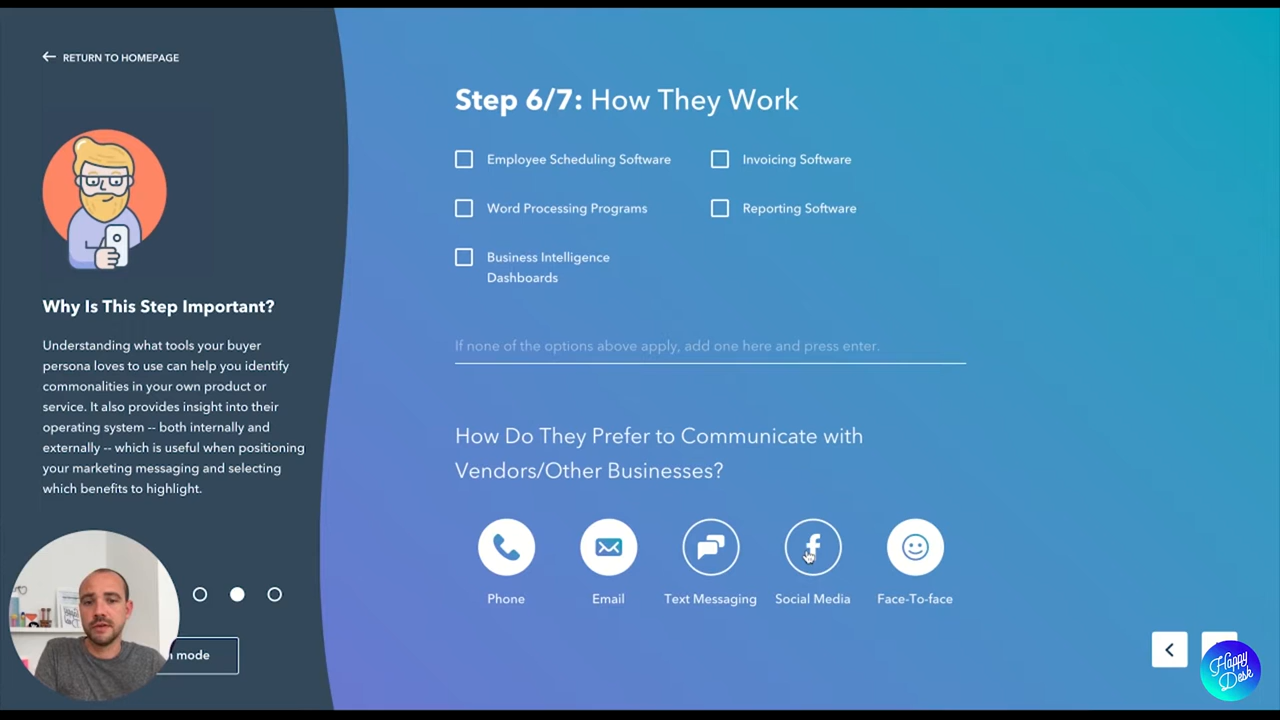 ← RETURN TO HOMEPAGE
Why Is This Step Important?
Understanding what tools your buyer
persona loves to use can help you identify
commonalities in your own product or
service. It also provides insight into their
operating system -- both internally and
externally -- which is useful when positioning
your marketing messaging and selecting
which benefits to highlight.
mode
Step 6/7: How They Work
Employee Scheduling Software
Invoicing Software
Word Processing Programs
Reporting Software
Business Intelligence
Dashboards
If none of the options above apply, add one here and press enter.
How Do They Prefer to Communicate with
Vendors/Other Businesses?
Phone
Email
Text Messaging
Social Media
Face-To-face
Happy
Desk